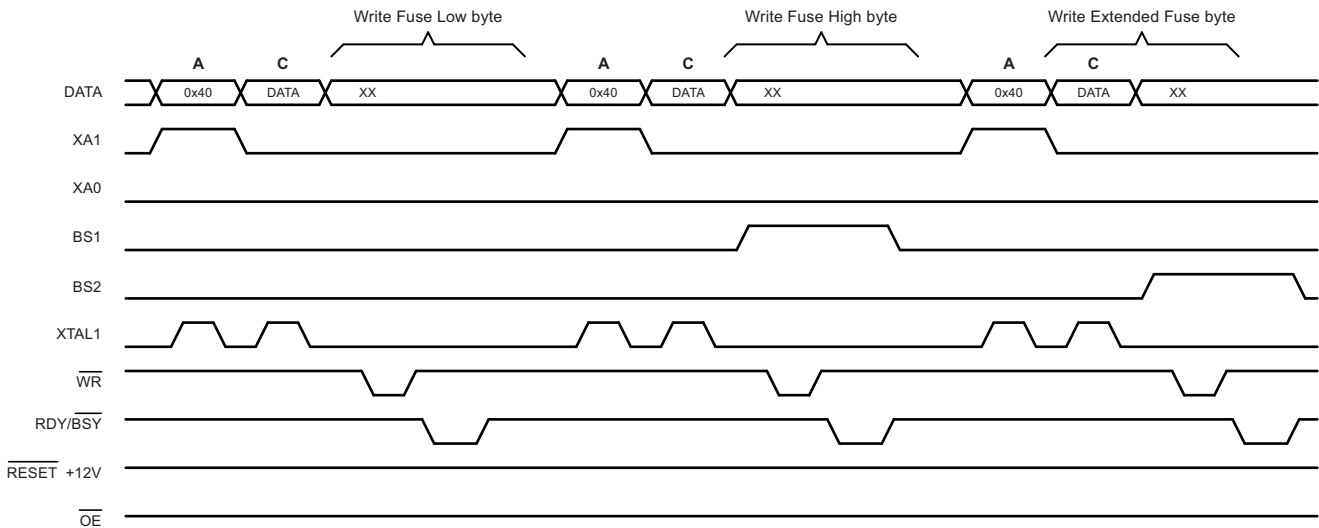 Write Fuse Low byte Write Fuse High byte Write Extended Fuse byte
A C A C A C
DATA 0x40 DATA XX 0x40 DATA XX 0x40 DATA XX
XA1
XA0
BS1
BS2
XTAL1
WR
RDY/BSY
RESET +12V
OE